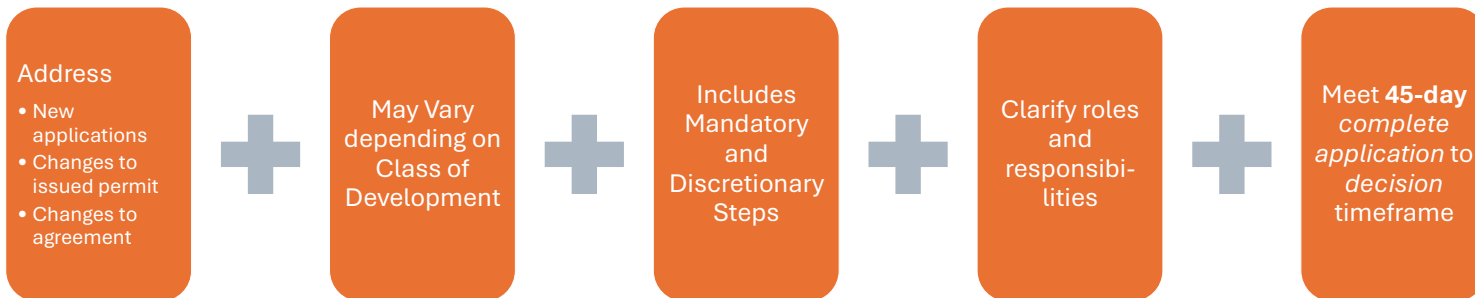 Address
• New
applications
• Changes to
issued permit
• Changes to
agreement
May Vary
depending on
Class of
Development
Includes
Mandatory
and
Discretionary
Steps
Clarify roles
and
responsibi-
lities
Meet 45-day
complete
application to
decision
timeframe